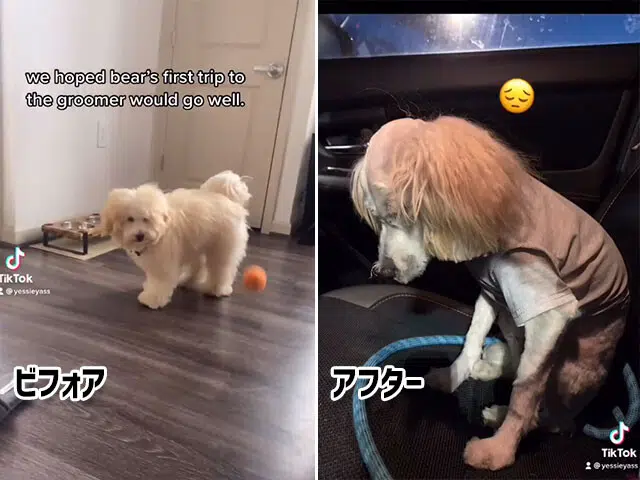 we hoped bear's first trip to
the groomer would go well.
TikTok
@yessieyass
ビフォア
アフター
TikTok
@yessieyass